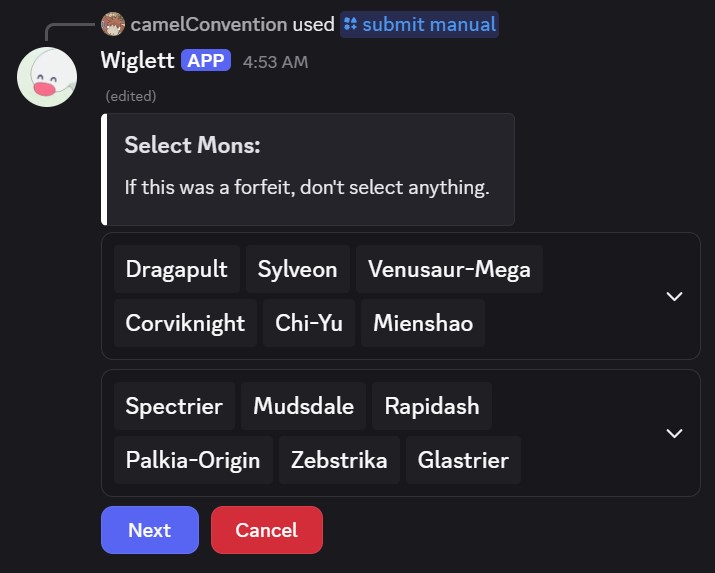 camelConvention used submit manual
Wiglett APP 4:53 AM
(edited)
Select Mons:
If this was a forfeit, don't select anything.
Dragapult Sylveon Venusaur-Mega
Corviknight Chi-Yu Mienshao
Spectrier Mudsdale Rapidash
Palkia-Origin Zebstrika Glastrier
Next Cancel